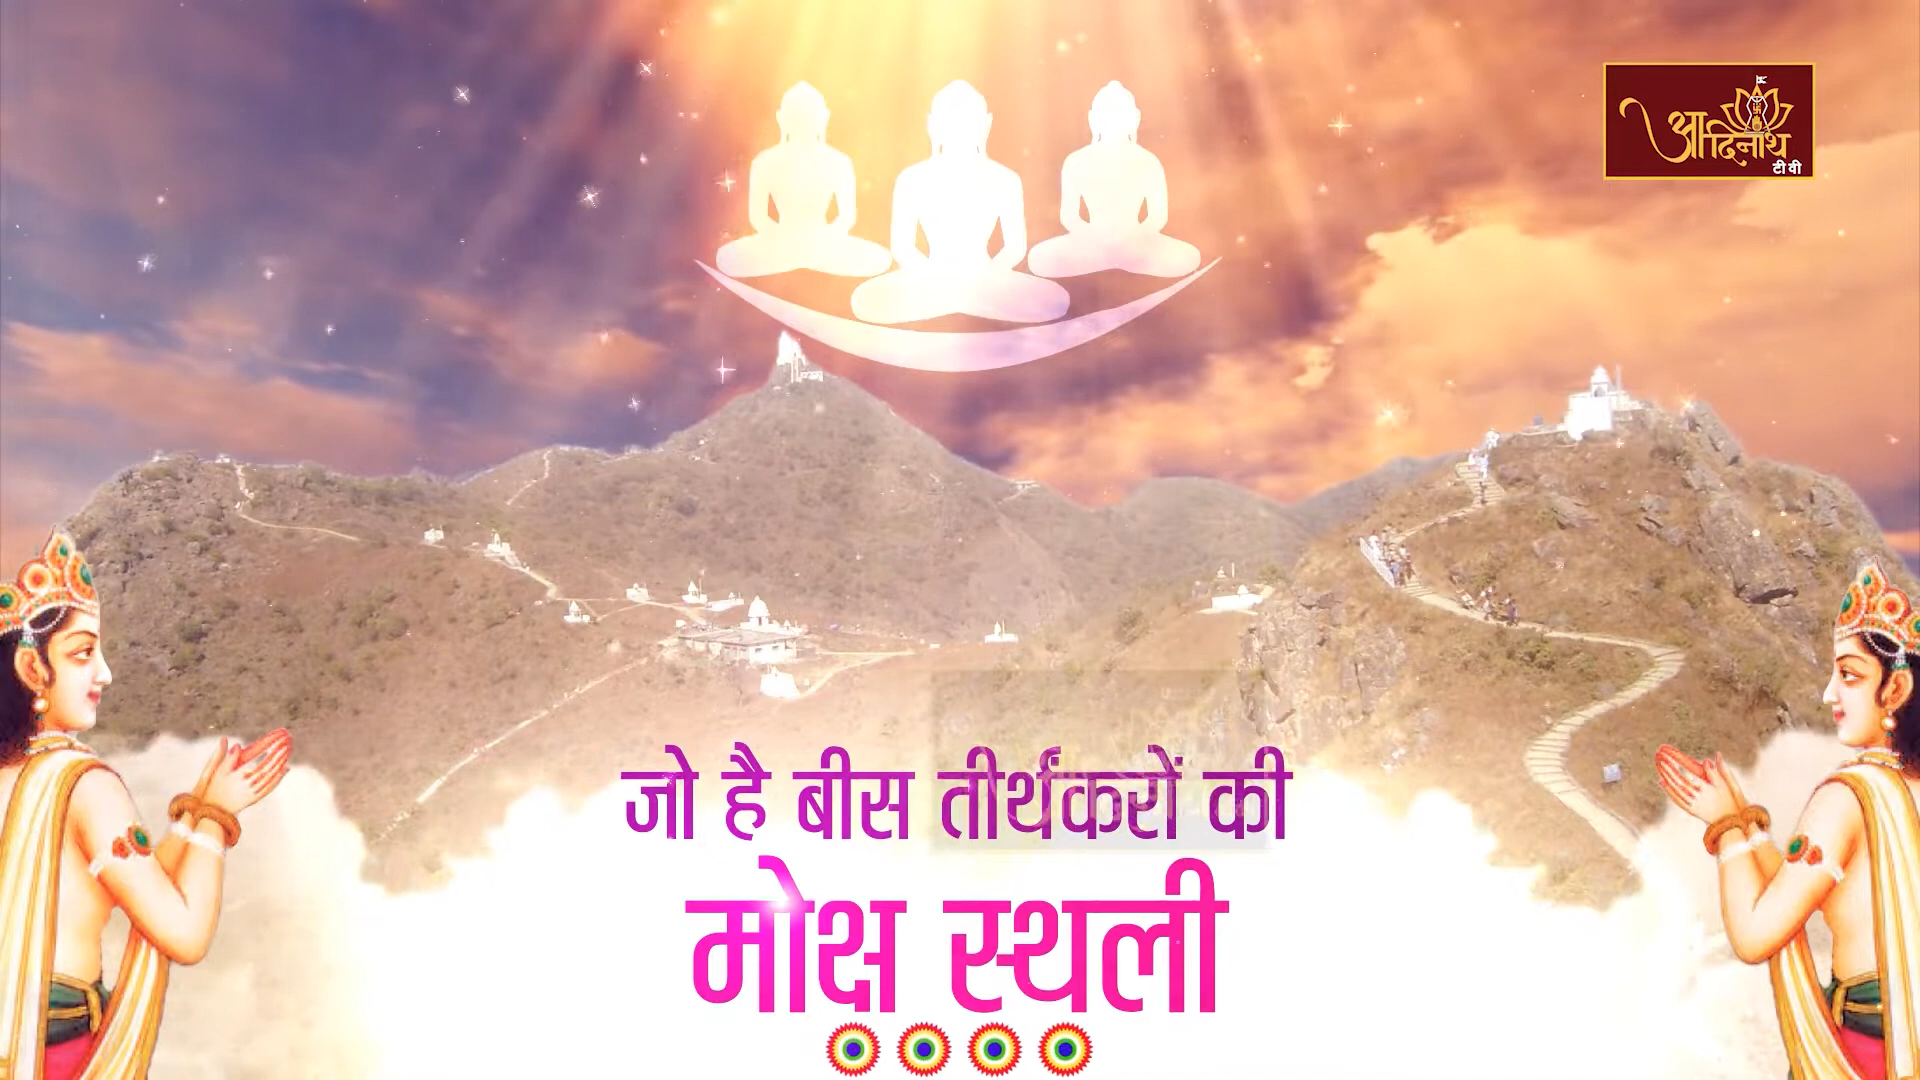 आदिनाथ
टीवी
जो है बीस तीर्थंकरों की
मोक्ष स्थली